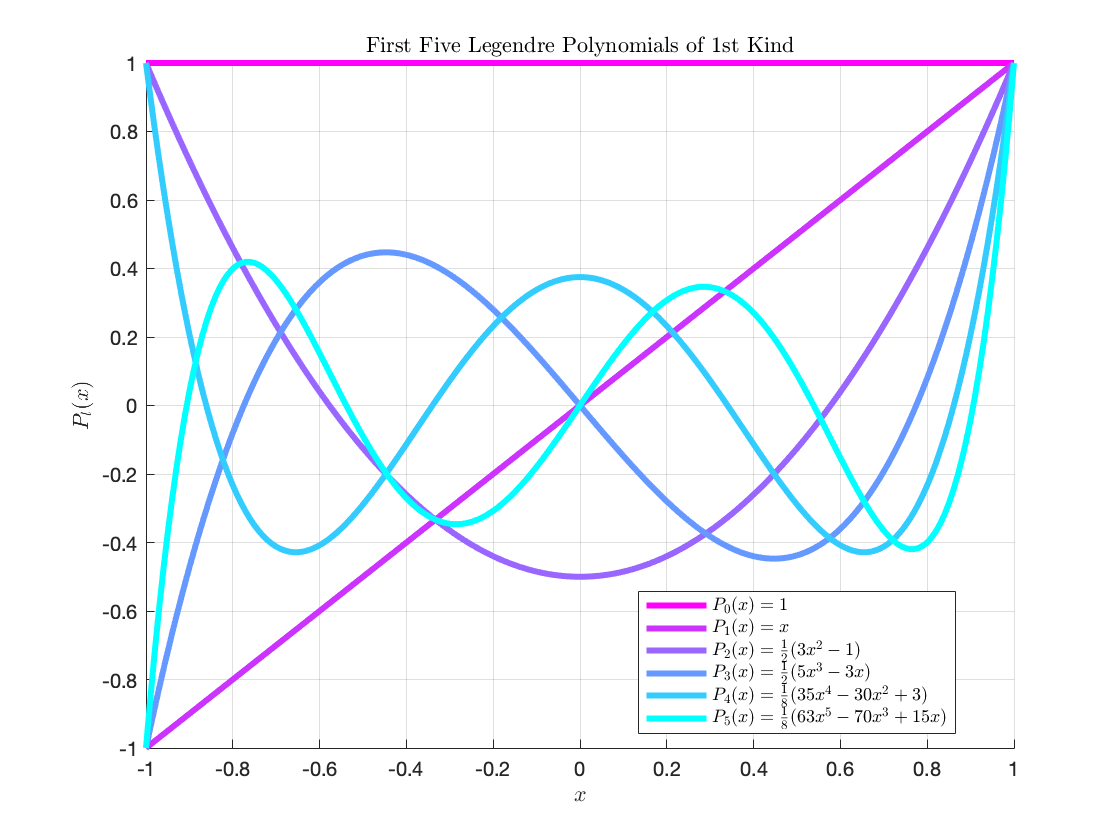 First Five Legendre Polynomials of 1st Kind
1
0.8
0.6
0.4
0.2
0
-0.2
-0.4
-0.6
-0.8
-1
P_l(x)
P_0(x) = 1
P_1(x) = x
P_2(x) = \frac{1}{2}(3x^2 − 1)
P_3(x) = \frac{1}{2}(5x^3 − 3x)
P_4(x) = \frac{1}{8}(35x^4 − 30x^2 + 3)
P_5(x) = \frac{1}{8}(63x^5 − 70x^3 + 15x)
-1 -0.8 -0.6 -0.4 -0.2 0 0.2 0.4 0.6 0.8 1
x